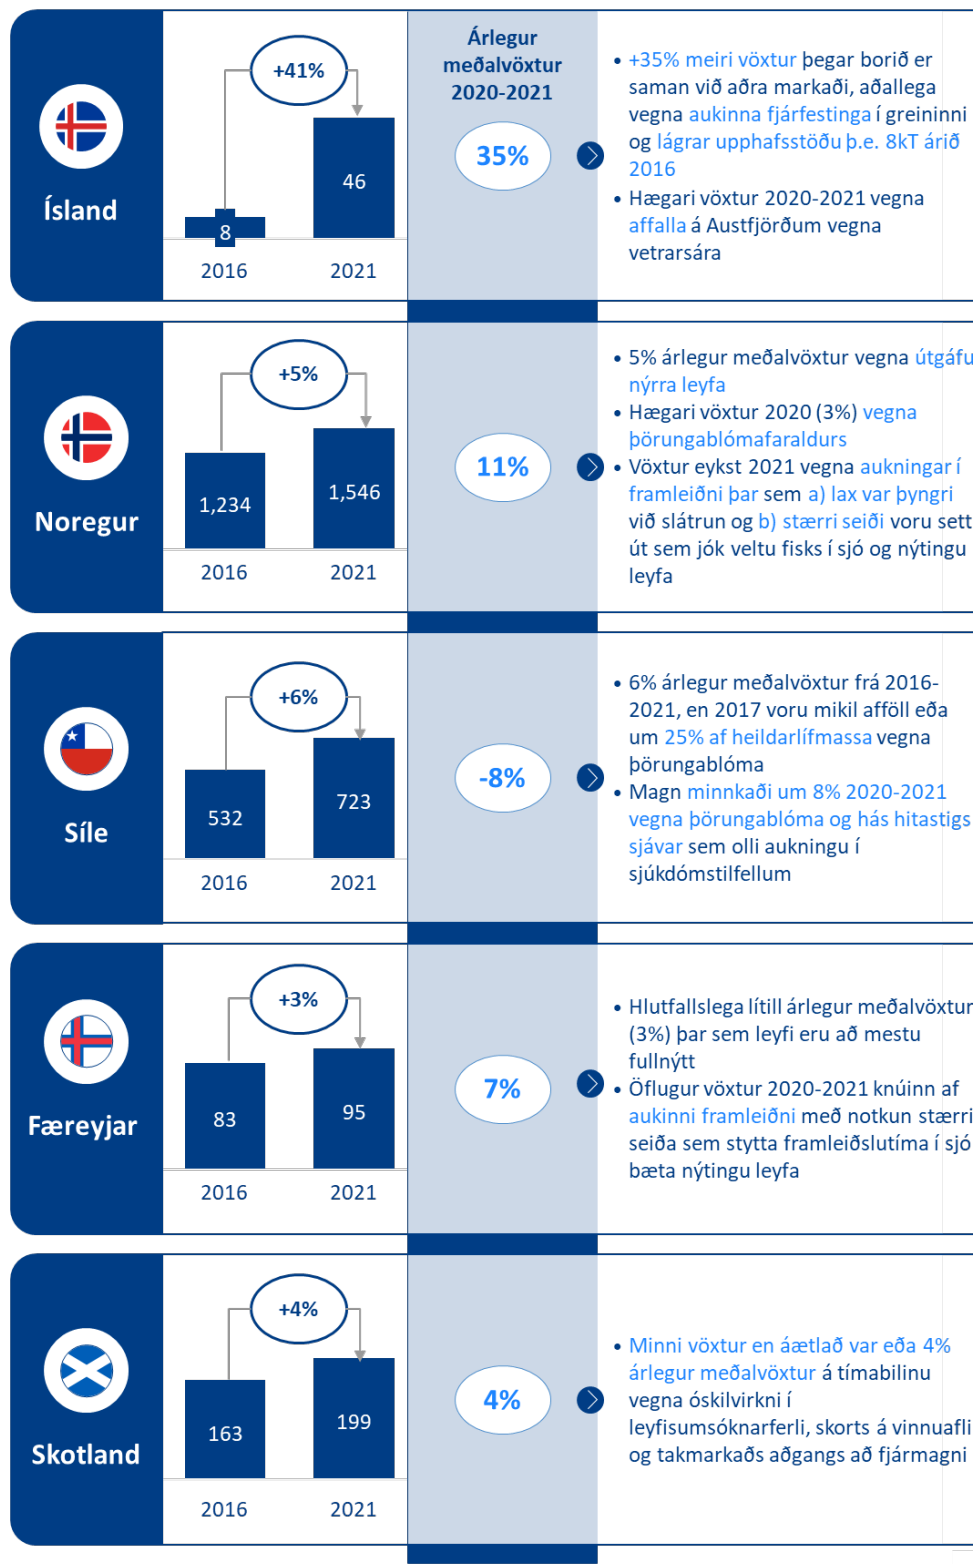 Árlegur
meðalvöxtur
2020-2021
Ísland
+41%
8
46
2016
2021
35%
• +35% meiri vöxtur þegar borið er
saman við aðra markaði, aðallega
vegna aukinna fjárfestinga í greininni
og lágrar upphafsstöðu þ.e. 8kT árið
2016
• Hægari vöxtur 2020-2021 vegna
affalla á Austfjörðum vegna
vetrarsára
Noregur
+5%
1,234
1,546
2016
2021
11%
• 5% árlegur meðalvöxtur vegna útgáfu
nýrra leyfa
• Hægari vöxtur 2020 (3%) vegna
þörungablómafaraldurs
• Vöxtur eykst 2021 vegna aukningar í
framleiðni þar sem a) lax var þyngri
við slátrun og b) stærri seiði voru sett
út sem jók veltu fisks í sjó og nýtingu
leyfa
Síle
+6%
532
723
2016
2021
-8%
• 6% árlegur meðalvöxtur frá 2016-
2021, en 2017 voru mikil afföll eða
um 25% af heildarlífmassa vegna
þörungablóma
• Magn minnkaði um 8% 2020-2021
vegna þörungablóma og hás hitastigs
sjávar sem olli aukningu í
sjúkdómstilfellum
Færeyjar
+3%
83
95
2016
2021
7%
• Hlutfallslega lítill árlegur meðalvöxtur
(3%) þar sem leyfi eru að mestu
fullnýtt
• Öflugur vöxtur 2020-2021 knúinn af
aukinni framleiðni með notkun stærri
seiða sem stytta framleiðslutíma í sjó
bæta nýtingu leyfa
Skotland
+4%
163
199
2016
2021
4%
• Minni vöxtur en áætlað var eða 4%
árlegur meðalvöxtur á tímabilinu
vegna óskilvirkni í
leyfisumsóknarferli, skorts á vinnuafli
og takmarkaðs aðgangs að fjármagni